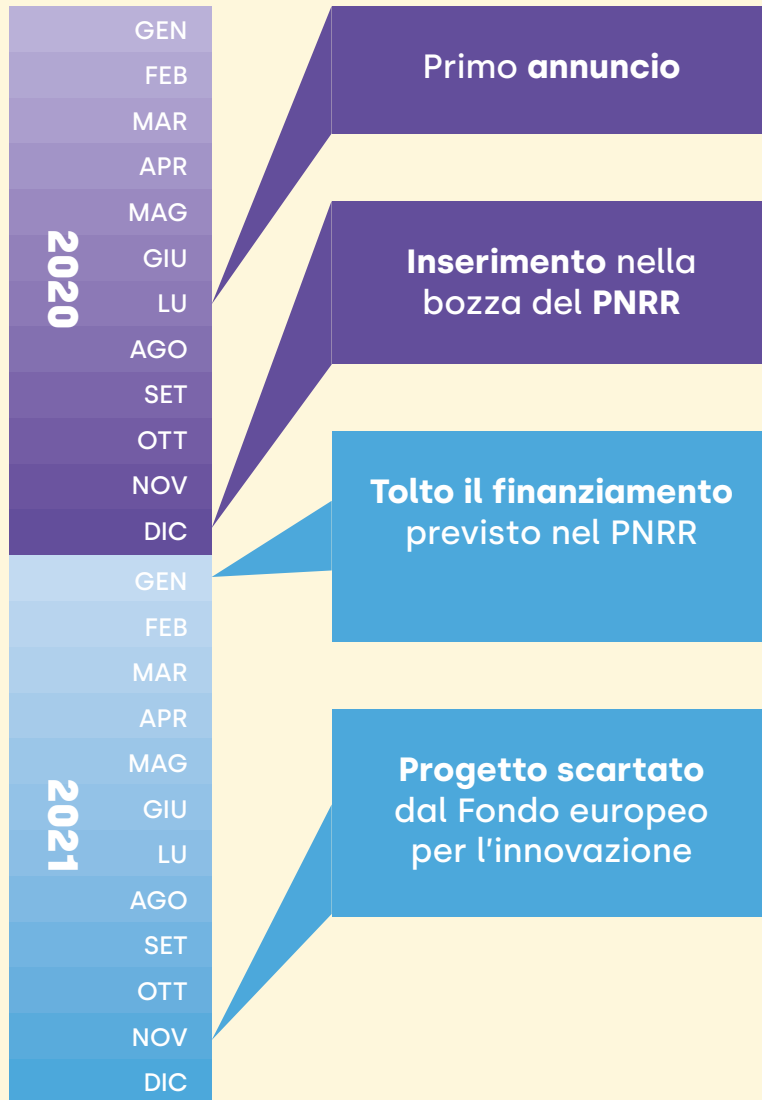 2020
GEN
FEB
MAR
APR
MAG
GIU
LU
AGO
SET
OTT
NOV
DIC
2021
GEN
FEB
MAR
APR
MAG
GIU
LU
AGO
SET
OTT
NOV
DIC
Primo annuncio
Inserimento nella
bozza del PNRR
Tolto il finanziamento
previsto nel PNRR
Progetto scartato
dal Fondo europeo
per l'innovazione